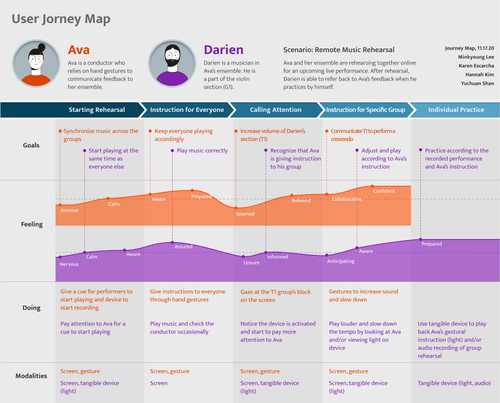 User Jorney Map
Ava
Ava is a conductor who
relies on hand gestures to
communicate feedback to
her ensemble.
Darien
Darien is a musician in
Ava's ensemble. He is
a part of the violin
section
Scenario: Remote Music Rehearsal
Ava and her ensemble are rehearsing together online
for an upcoming live performance. After rehearsal,
Darien is able to refer back to Ava's feedback when he
practices by himself.
Journey Map, 11.17.20
Minkyoung Lee
Karen Escarcha
Hannah Kim
Yuchuan Shan
Starting Rehearsal
Instruction for Everyone
Calling Attention
Instruction for Specific Group
Individual Practice
Goals
Synchronise music across the
groups
Start playing at the
same time as
everyone else
Keep everyone playing
accordingly
Play music correctly
Increase volume of Darien's
section (T1)
Recognize that Ava
is giving instruction
to his group
Communicate T1 to perform a
crescendo
Adjust and play
according to Ava's
instruction
Practice according to the
recorded performance
and Ava's instruction
Feeling
Anxious
Calm
Aware
Prepared
Worried
Relieved
Collaborative
Confident
Nervous
Calm
Aware
Assured
Unsure
Informed
Anticipating
Aware
Prepared
Doing
Give a cue for performers to
start playing and device to
start recording
Pay attention to Ava for a
cue to start playing
Give instructions to everyone
through hand gestures
Play music and check the
conductor occasionally
Gaze at the T1 group's block
on the screen
Notice the device is activated
and start to pay more
attention to Ava
Gestures to increase sound
and slow down
Play louder and slow down
the tempo by looking at Ava
and/or viewing light on
device
Use tangible device to play
back Ava's gestural
instruction (light) and/or
audio recording of group
rehearsal
Modalities
Screen, gesture
Screen, tangible device
(light)
Screen, gesture
Screen
Screen, gesture
Screen, tangible device
(light)
Screen, gesture
Screen, tangible device
(light)
Tangible device (light, audio)